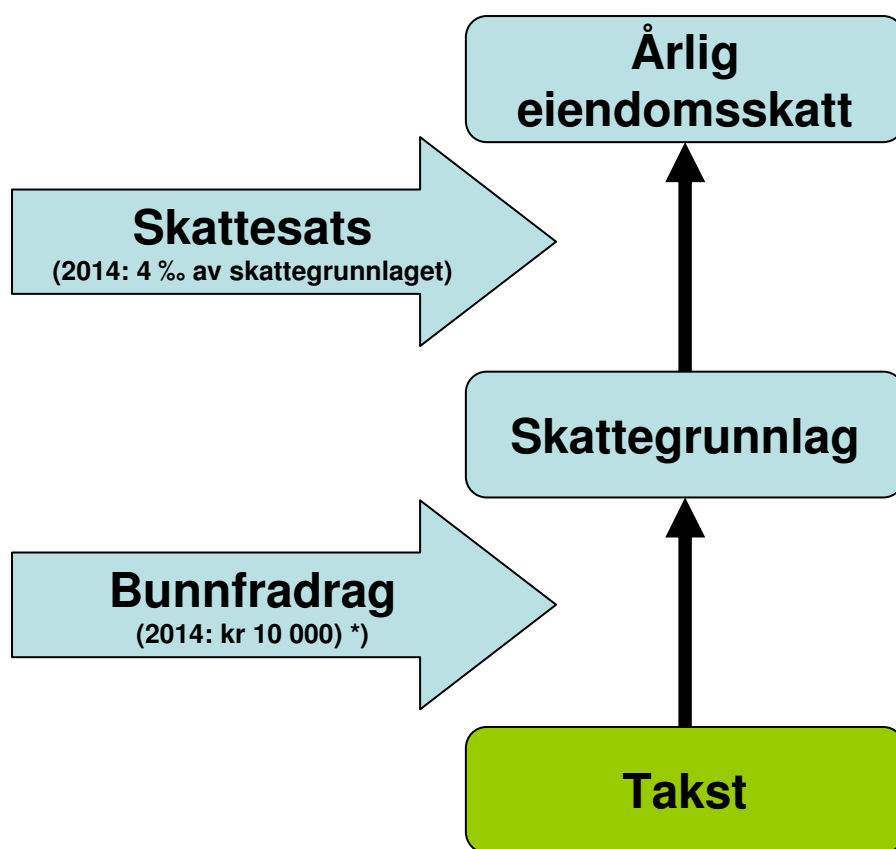 Årlig
eiendomsskatt
Skattesats
(2014: 4 ‰ av skattegrunnlaget)
Skattegrunnlag
Bunnfradrag
(2014: kr 10 000) *)
Takst